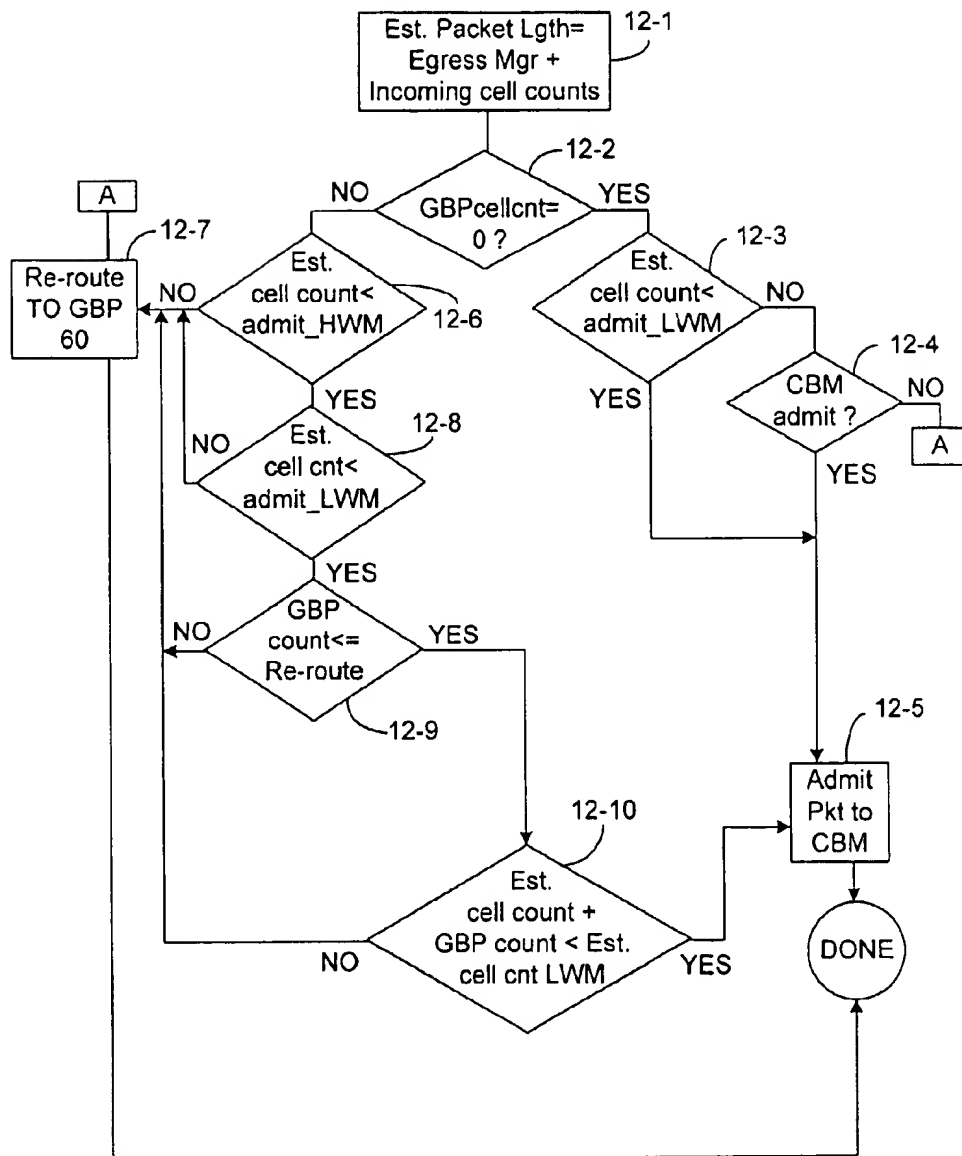 Est. Packet Lgth=
Egress Mgr +
Incoming cell counts
12-1
12-2
NO
GBPcellcnt=
0 ?
YES
A
12-7
Re-route
TO GBP
60
NO
Est.
cell count<
admit_HWM
12-6
YES
12-3
Est.
cell count<
admit_LWM
NO
YES
12-4
CBM
admit ?
NO
A
YES
12-8
NO
Est.
cell cnt<
admit_LWM
YES
NO
GBP
count<=
Re-route
YES
12-9
12-5
Admit
Pkt to
CBM
12-10
Est.
cell count +
GBP count < Est.
cell cnt LWM
NO
YES
DONE